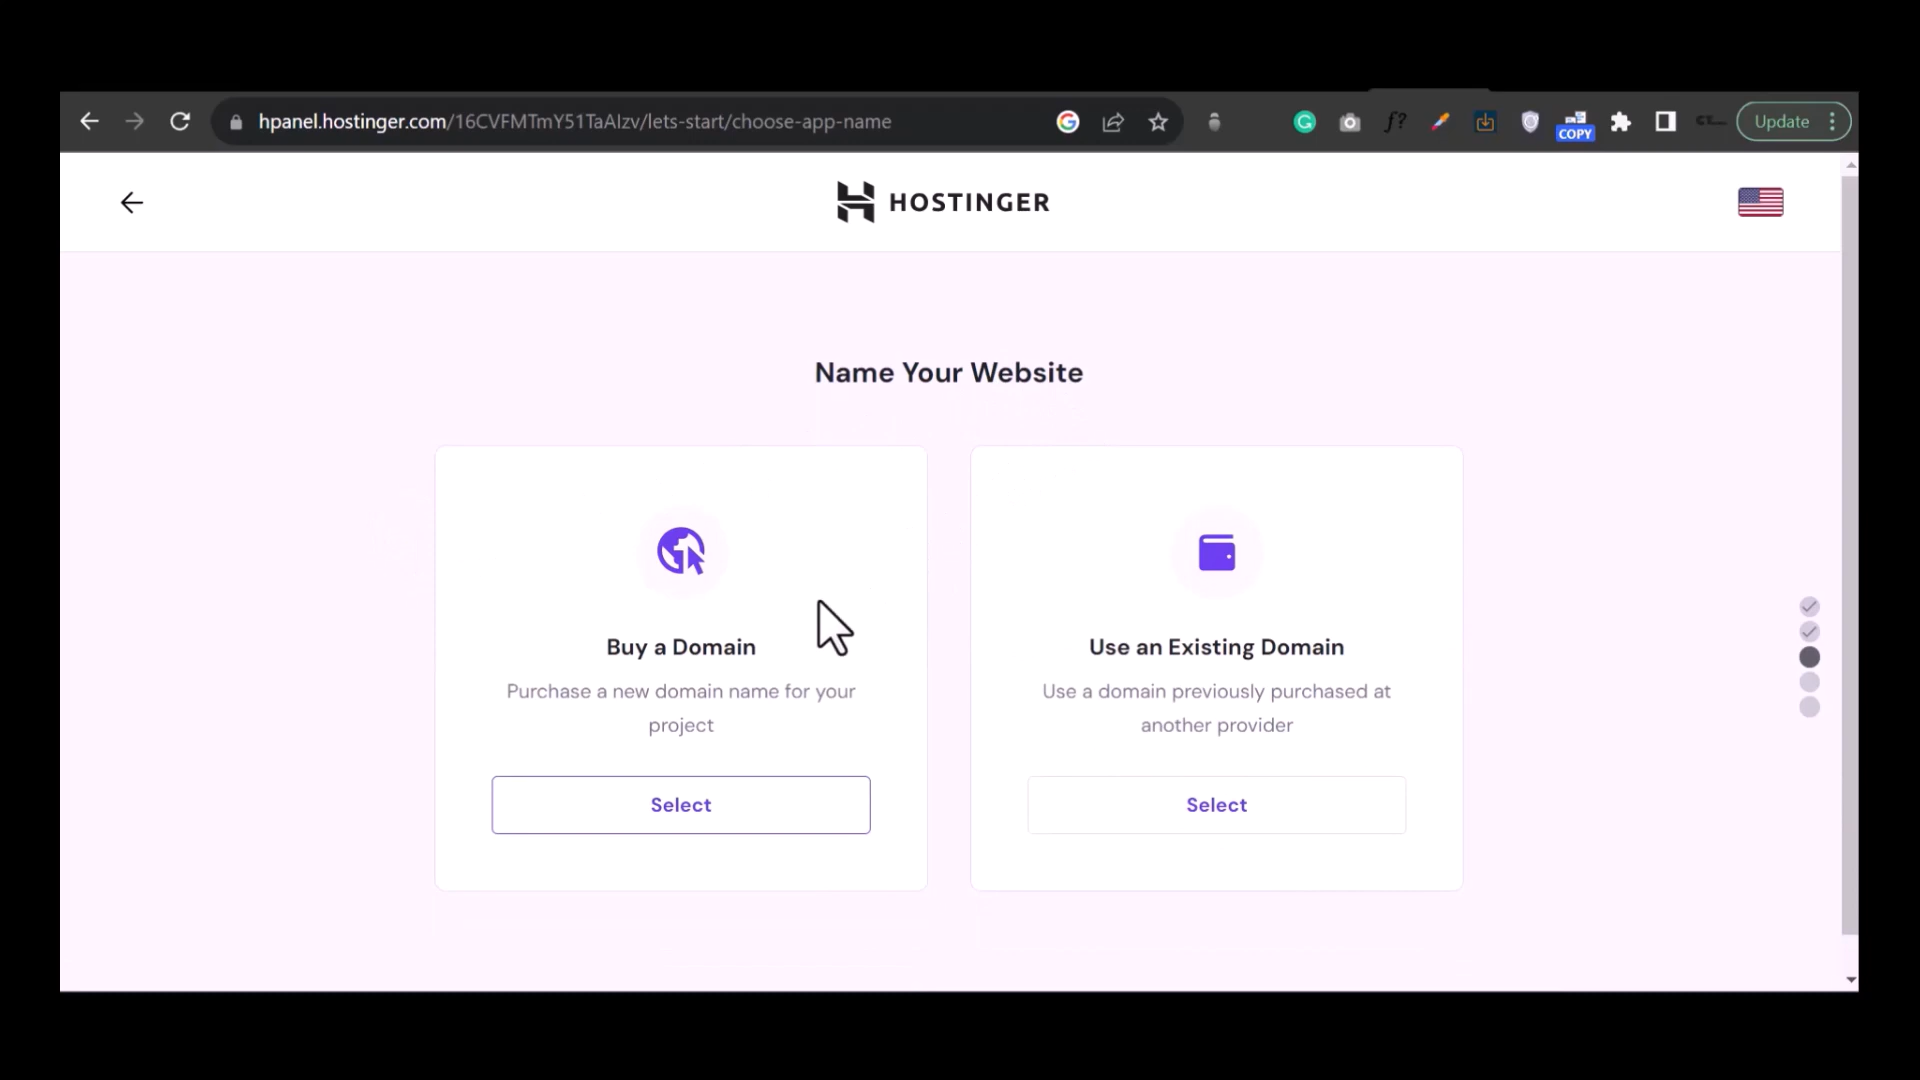 hpanel.hostinger.com/16CVFMTmY51TaAIzv/lets-start/choose-app-name
COPY
Update
HOSTINGER
Name Your Website
Buy a Domain
Purchase a new domain name for your
project
Select
Use an Existing Domain
Use a domain previously purchased at
another provider
Select